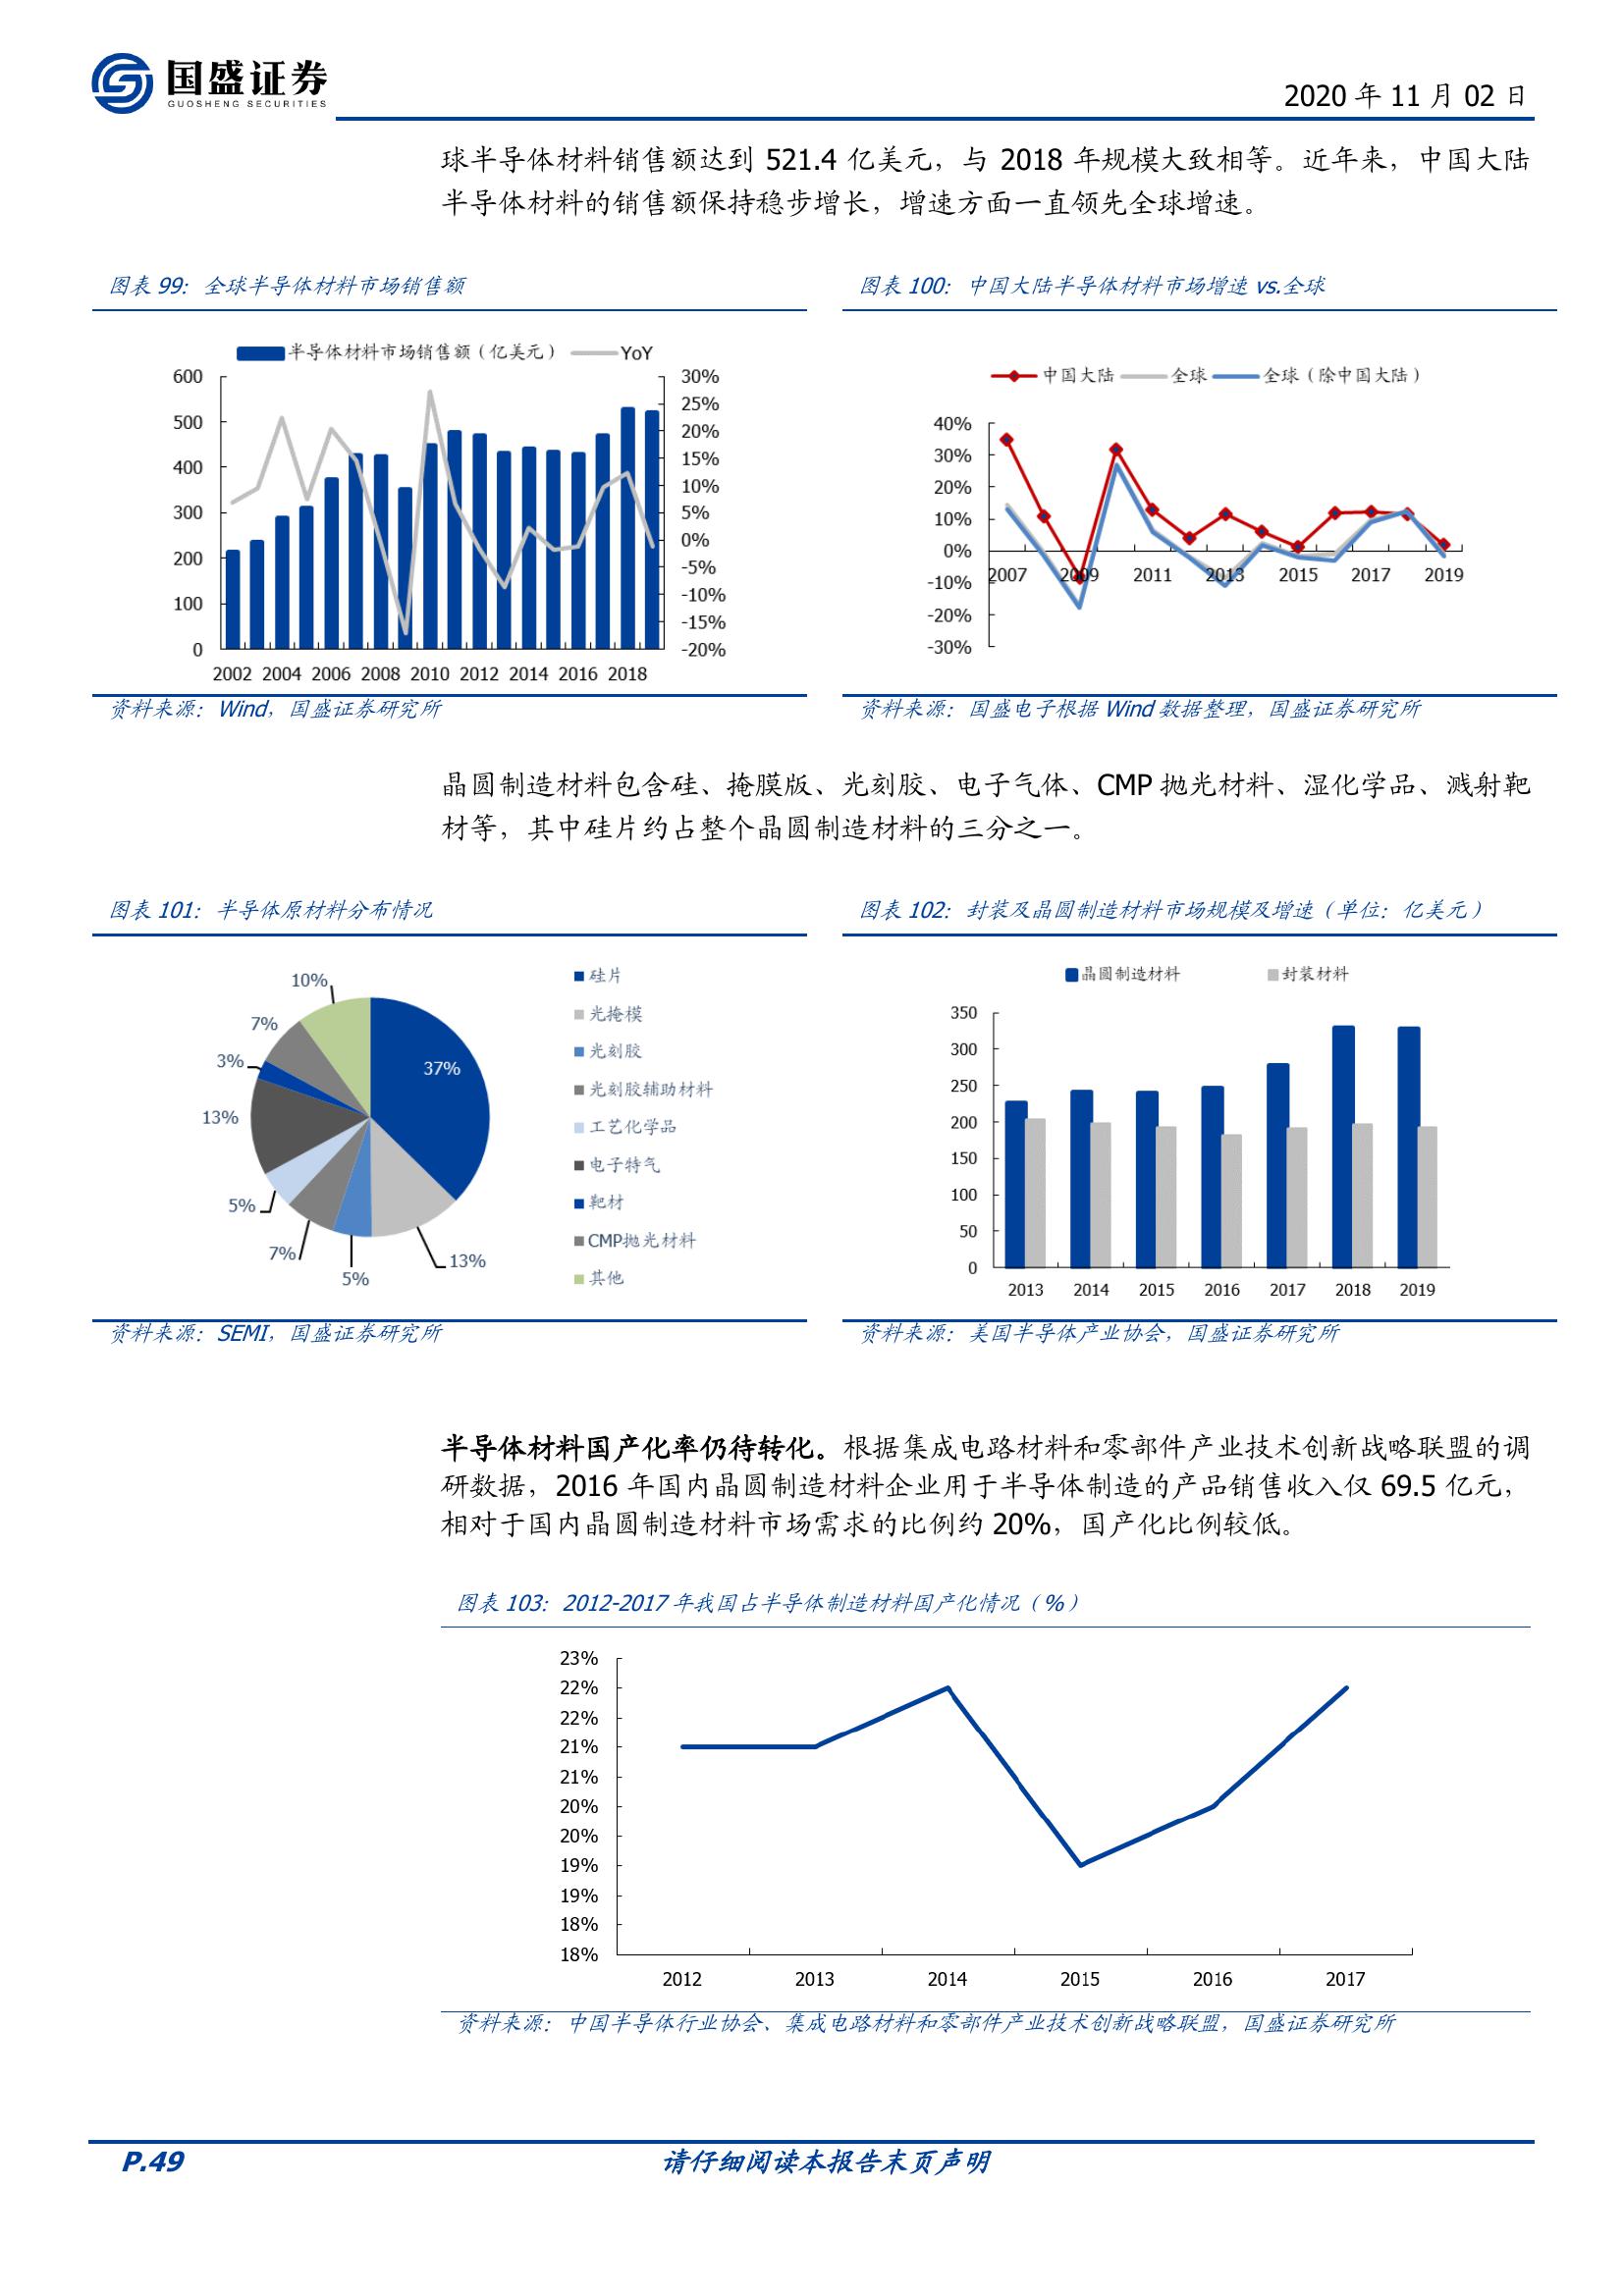 国盛证券
GUOSHENG SECURITIES
2020 年 11 月 02 日
球半导体材料销售额达到 521.4 亿美元，与 2018 年规模大致相等。近年来，中国大陆
半导体材料的销售额保持稳步增长，增速方面一直领先全球增速。
图表 99：全球半导体材料市场销售额
半导体材料市场销售额（亿美元）
YoY
600
500
400
300
200
100
0
30%
25%
20%
15%
10%
5%
0%
-5%
-10%
-15%
-20%
2002 2004 2006 2008 2010 2012 2014 2016 2018
资料来源：Wind，国盛证券研究所
图表 100：中国大陆半导体材料市场增速 vs.全球
中国大陆 全球 全球（除中国大陆）
40%
30%
20%
10%
0%
-10%
-20%
-30%
2007 2009 2011 2013 2015 2017 2019
资料来源：国盛电子根据 Wind 数据整理，国盛证券研究所
晶圆制造材料包含硅、掩膜版、光刻胶、电子气体、CMP 抛光材料、湿化学品、溅射靶
材等，其中硅片约占整个晶圆制造材料的三分之一。
图表 101：半导体原材料分布情况
10%
7%
3%
13%
5%
7%
5%
13%
37%
硅片
光掩模
光刻胶
光刻胶辅助材料
工艺化学品
电子特气
靶材
CMP抛光材料
其他
资料来源：SEMI，国盛证券研究所
图表 102：封装及晶圆制造材料市场规模及增速（单位：亿美元）
晶圆制造材料 封装材料
350
300
250
200
150
100
50
0
2013 2014 2015 2016 2017 2018 2019
资料来源：美国半导体产业协会，国盛证券研究所
半导体材料国产化率仍待转化。根据集成电路材料和零部件产业技术创新战略联盟的调
研数据，2016 年国内晶圆制造材料企业用于半导体制造的产品销售收入仅 69.5 亿元，
相对于国内晶圆制造材料市场需求的比例约 20%，国产化比例较低。
图表 103：2012-2017 年我国占半导体制造材料国产化情况（%）
23%
22%
22%
21%
21%
20%
20%
19%
19%
18%
18%
2012 2013 2014 2015 2016 2017
资料来源：中国半导体行业协会、集成电路材料和零部件产业技术创新战略联盟，国盛证券研究所
P.49
请仔细阅读本报告末页声明